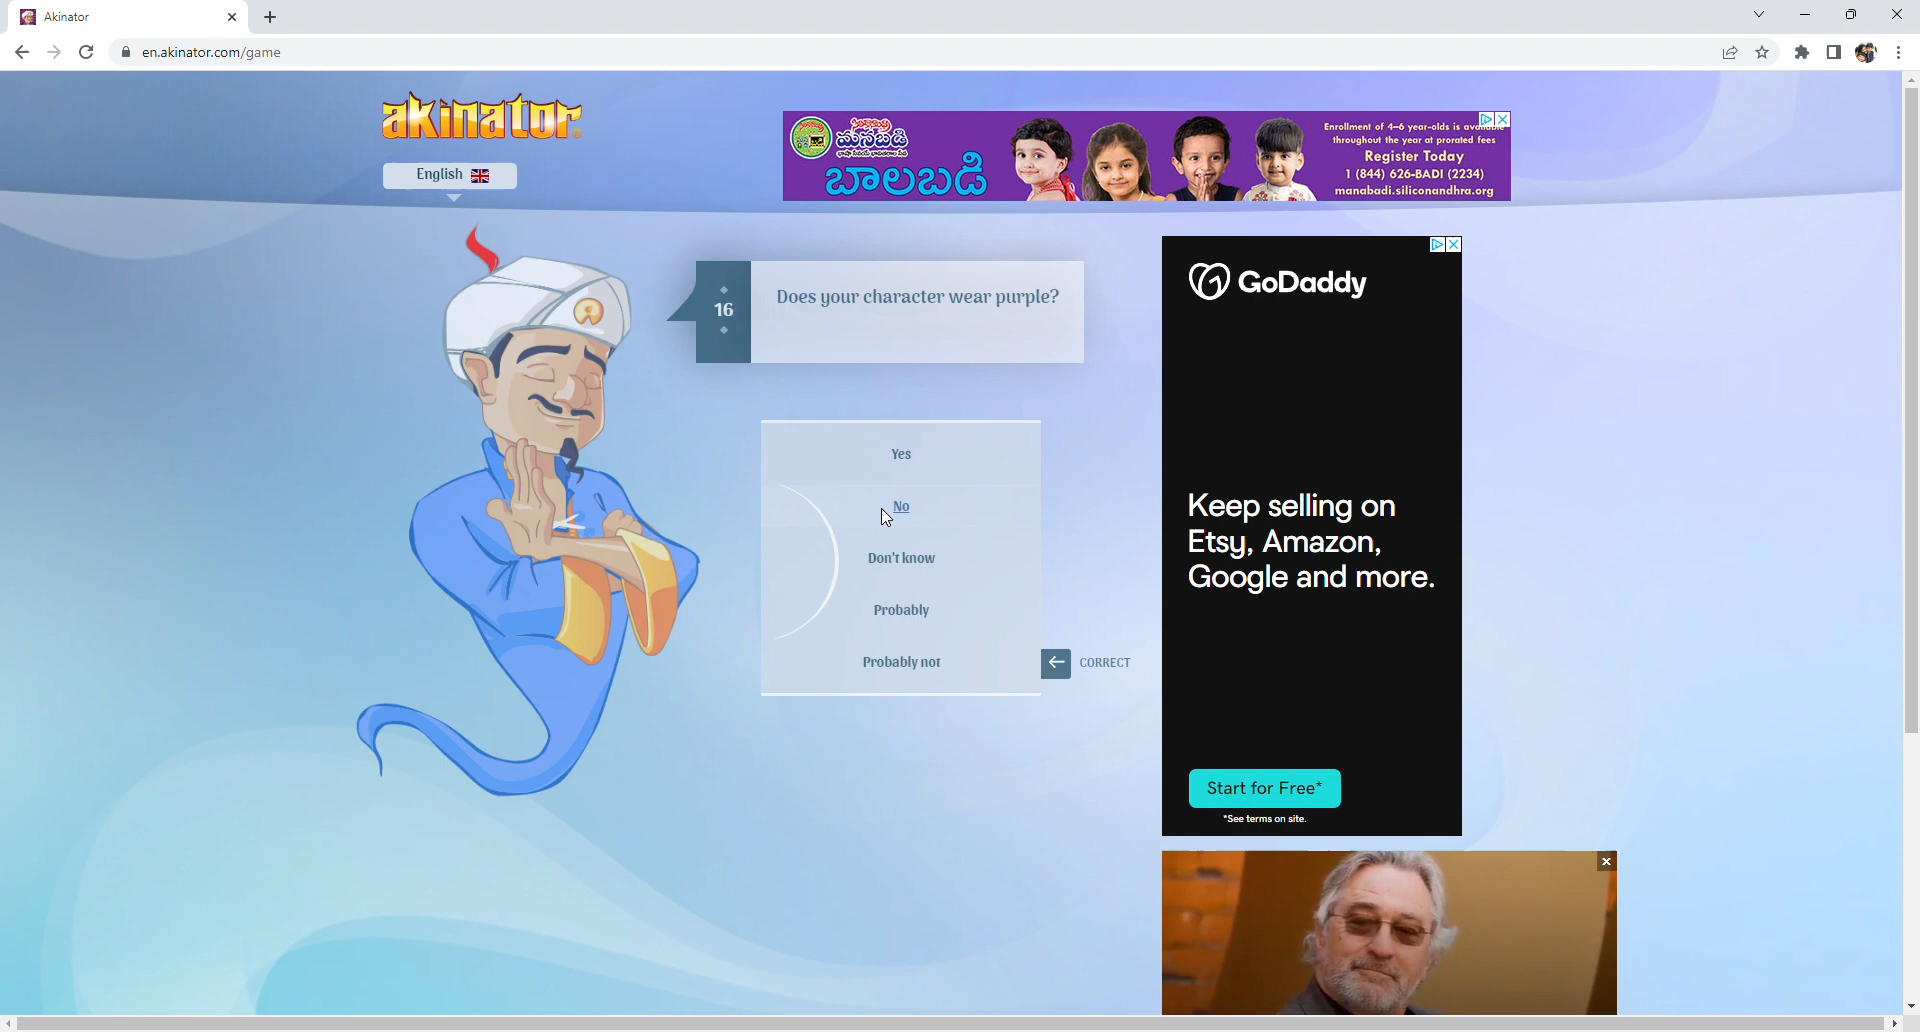 Akinator
en.akinator.com/game
akinator
English
మనబడి
బాలబడి
Enrollment of 4-6 year-olds is available
throughout the year at prorated fees
Register Today
1 (844) 626-BADI (2234)
manabadi.siliconandhra.org
16
Does your character wear purple?
Yes
No
Don't know
Probably
Probably not
CORRECT
GoDaddy
Keep selling on
Etsy, Amazon,
Google and more.
Start for Free*
*See terms on site.